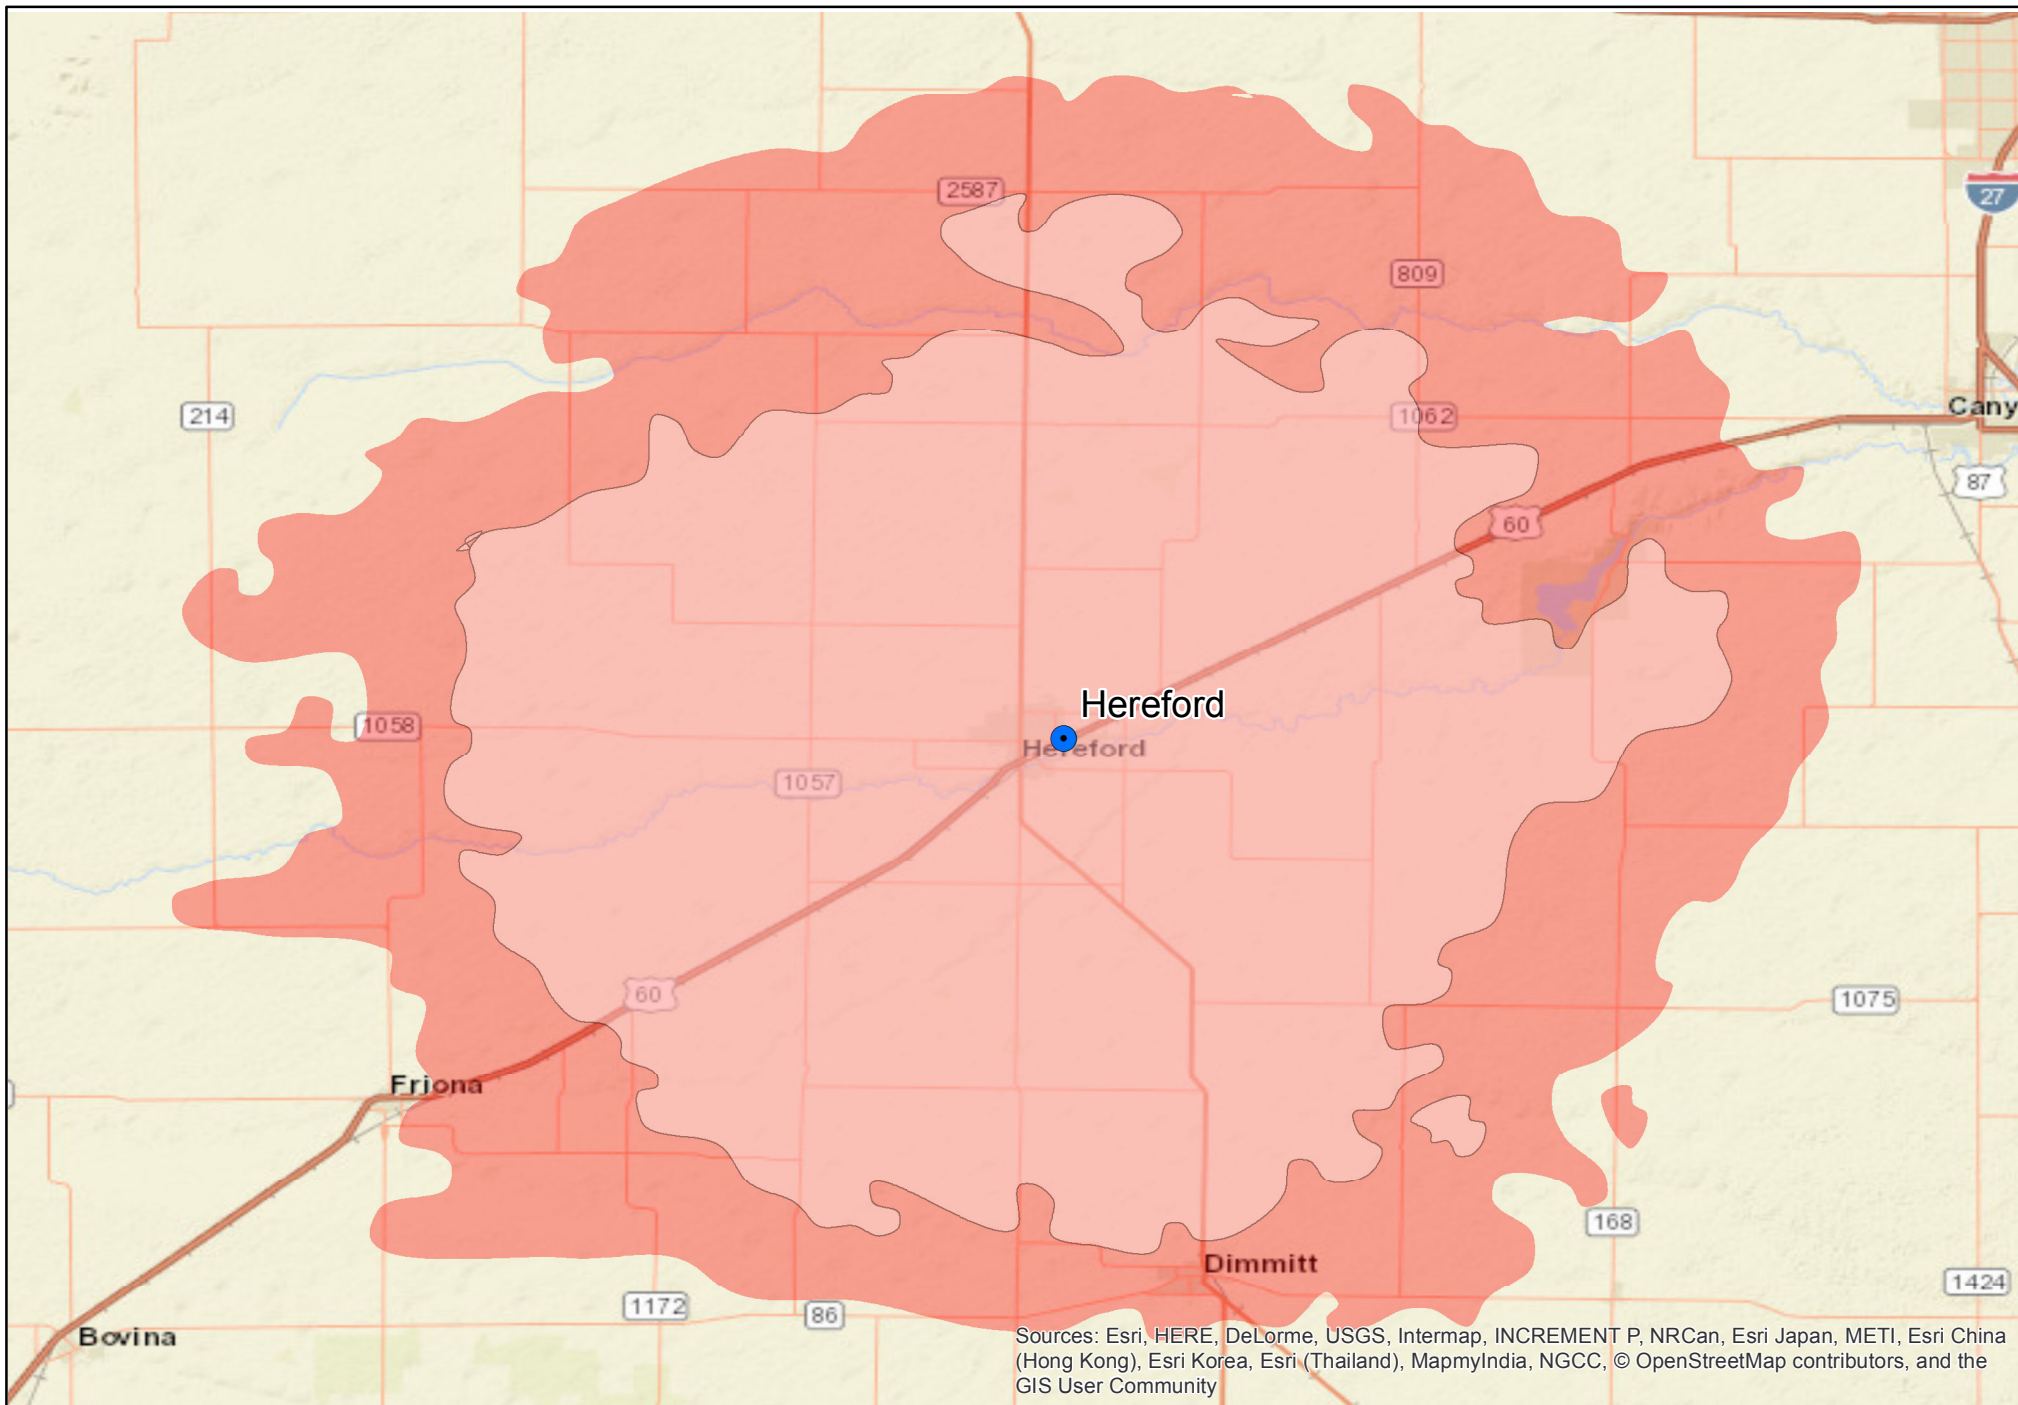 2587
27
809
214
1062
Cany
87
60
Hereford
1058
Hereford
1057
60
1075
Friona
168
Dimmitt
1424
1172
86
Bovina
Sources: Esri, HERE, DeLorme, USGS, Intermap, INCREMENT P, NRCan, Esri Japan, METI, Esri China
(Hong Kong), Esri Korea, Esri (Thailand), MapmyIndia, NGCC, © OpenStreetMap contributors, and the
GIS User Community